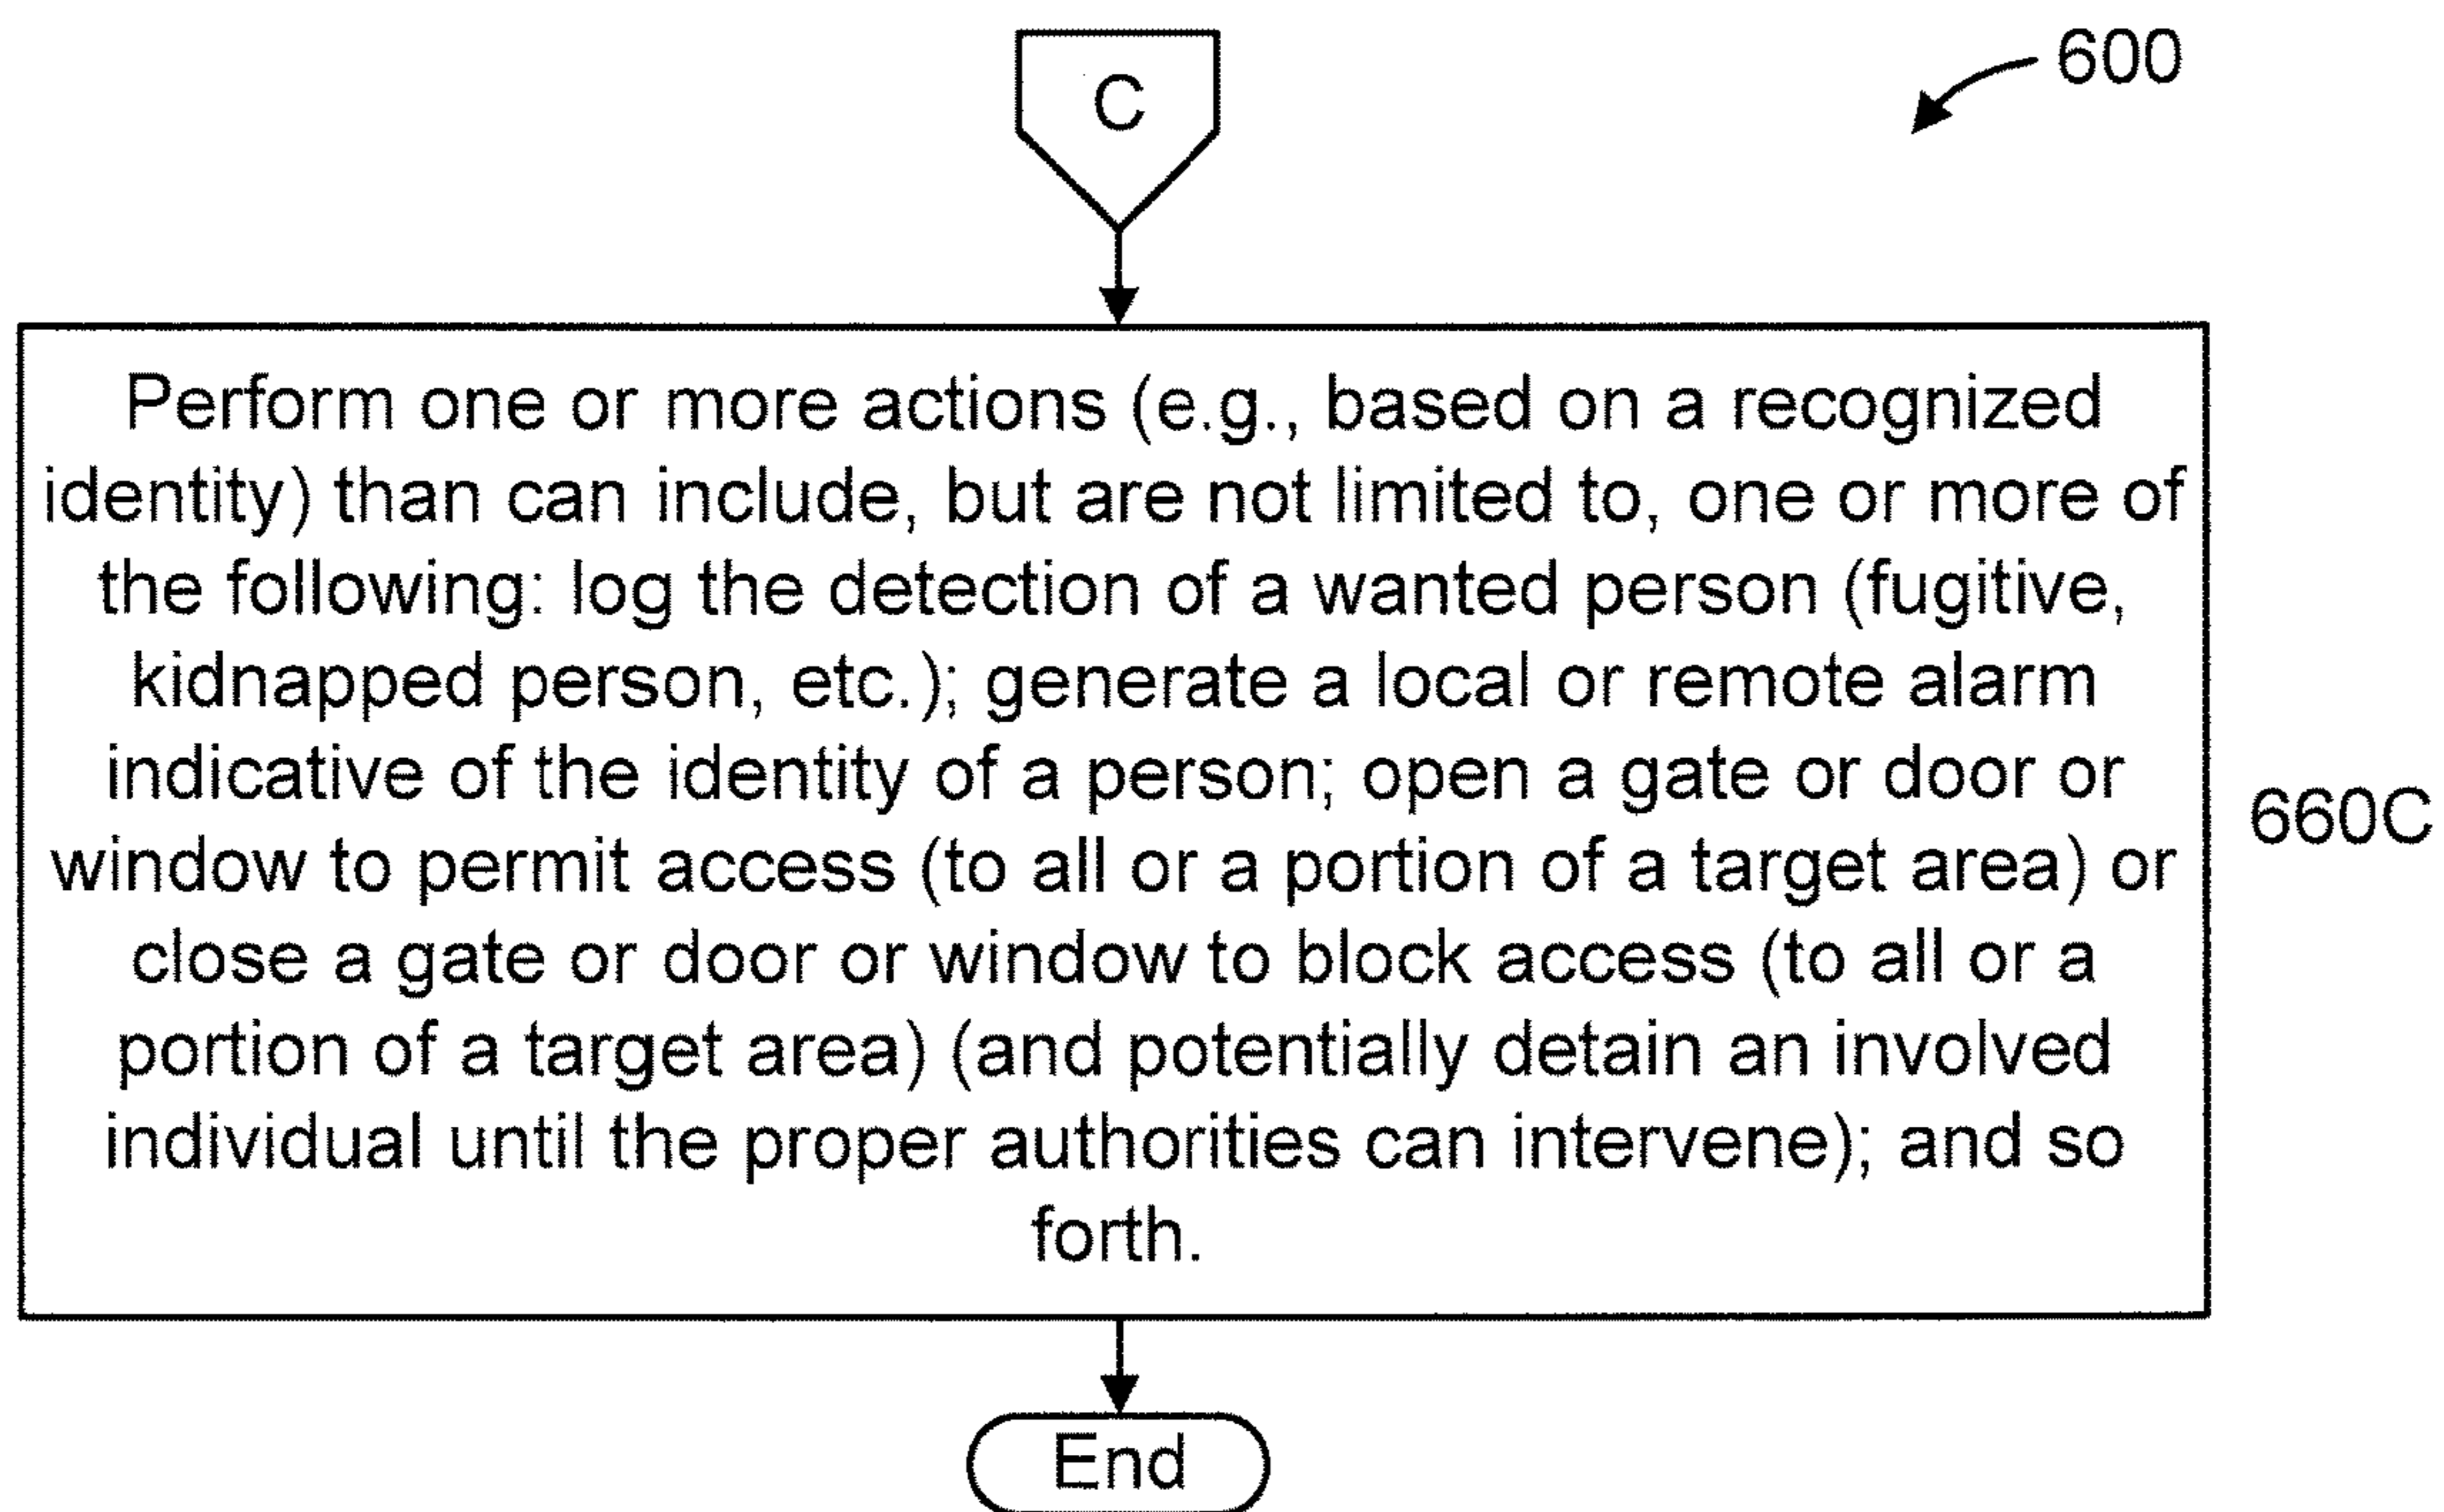 C
600
Perform one or more actions (e.g., based on a recognized
identity) than can include, but are not limited to, one or more of
the following: log the detection of a wanted person (fugitive,
kidnapped person, etc.); generate a local or remote alarm
indicative of the identity of a person; open a gate or door or
window to permit access (to all or a portion of a target area) or
close a gate or door or window to block access (to all or a
portion of a target area) (and potentially detain an involved
individual until the proper authorities can intervene); and so
forth.
660C
End